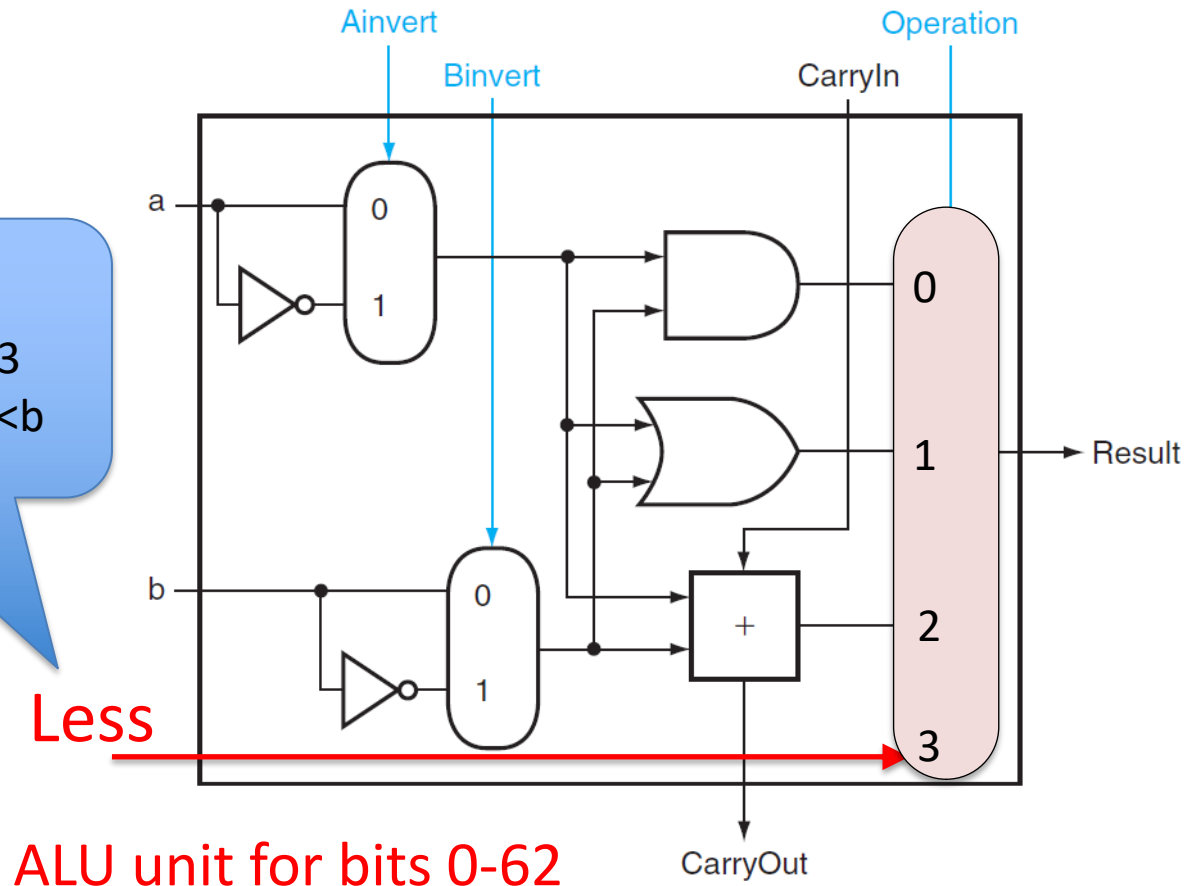 Ainvert
Operation
Binvert
CarryIn
a
0
1
0
3
<b
1
Result
b
0
+
2
1
Less
3
CarryOut
ALU unit for bits 0-62